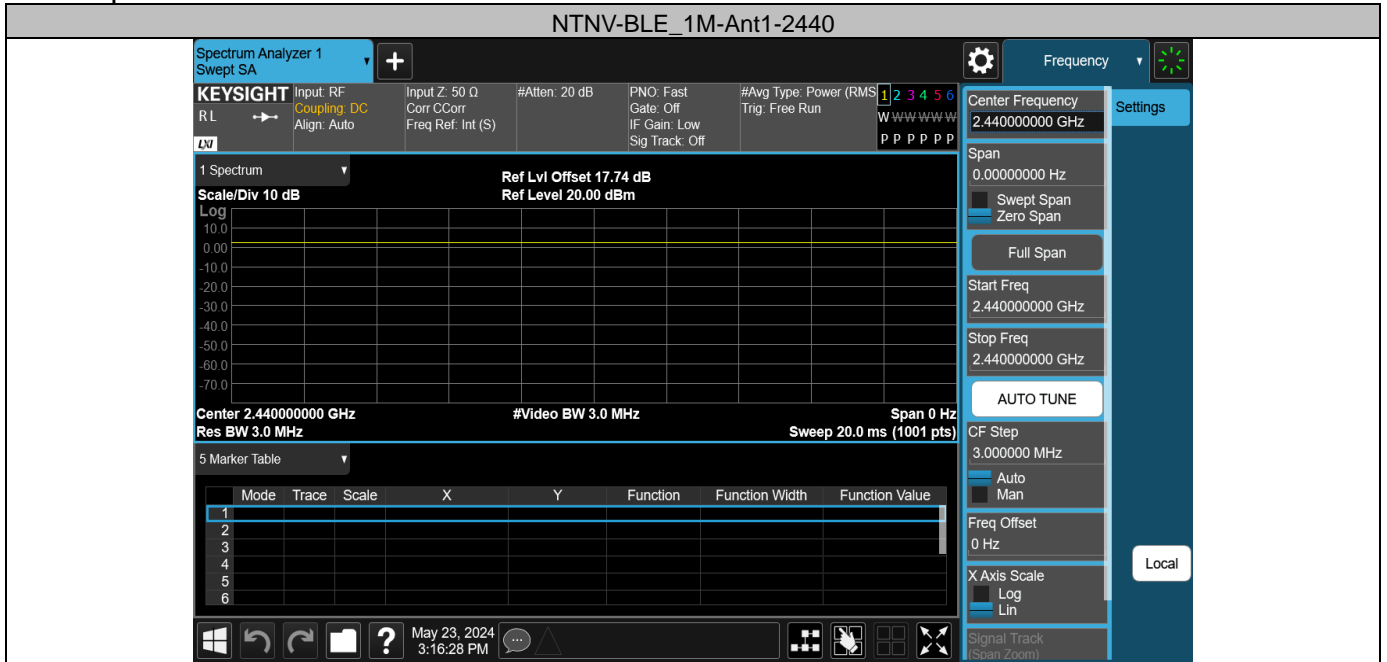 NTNV-BLE_1M-Ant1-2440
Spectrum Analyzer 1
Swept SA
Frequency
KEYSIGHT
RL
LXI
Input: RF
Coupling: DC
Align: Auto
Input Z: 50 Ω
Corr CCorr
Freq Ref: Int (S)
#Atten: 20 dB
PNO: Fast
Gate: Off
IF Gain: Low
Sig Track: Off
#Avg Type: Power (RMS
Trig: Free Run
1 2 3 4 5 6
W W W W W W
P P P P P P
Center Frequency
2.440000000 GHz
Settings
Span
0.00000000 Hz
Swept Span
Zero Span
Full Span
Start Freq
2.440000000 GHz
Stop Freq
2.440000000 GHz
AUTO TUNE
CF Step
3.000000 MHz
Auto
Man
Freq Offset
0 Hz
X Axis Scale
Log
Lin
Signal Track
(Span Zoom)
Local
1 Spectrum
Scale/Div 10 dB
Ref Lvl Offset 17.74 dB
Ref Level 20.00 dBm
Log
10.0
0.00
-10.0
-20.0
-30.0
-40.0
-50.0
-60.0
-70.0
Center 2.440000000 GHz
#Video BW 3.0 MHz
Span 0 Hz
Res BW 3.0 MHz
Sweep 20.0 ms (1001 pts)
5 Marker Table
Mode Trace Scale X Y Function Function Width Function Value
1
2
3
4
5
6
May 23, 2024
3:16:28 PM